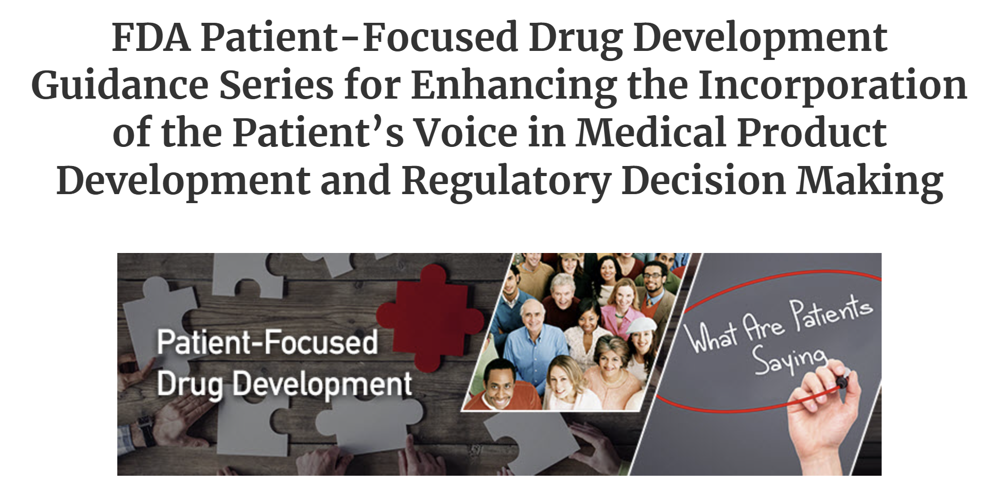 FDA Patient-Focused Drug Development
Guidance Series for Enhancing the Incorporation
of the Patient’s Voice in Medical Product
Development and Regulatory Decision Making
Patient-Focused
Drug Development
What Are Patients
Saying